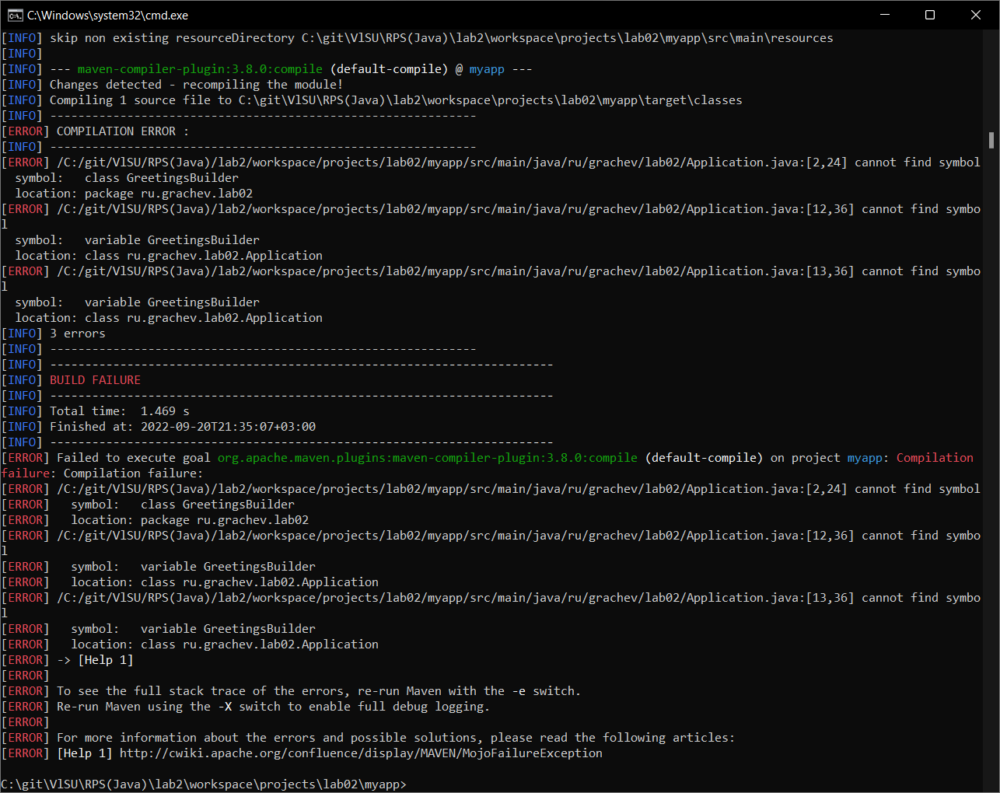 C:\Windows\system32\cmd.exe
[INFO] skip non existing resourceDirectory C:\git\VlSU\RPS(Java)\lab2\workspace\projects\lab02\myapp\src\main\resources
[INFO]
[INFO] --- maven-compiler-plugin:3.8.0:compile (default-compile) @ myapp ---
[INFO] Changes detected - recompiling the module!
[INFO] Compiling 1 source file to C:\git\VlSU\RPS(Java)\lab2\workspace\projects\lab02\myapp\target\classes
[INFO] -------------------------------------------------------------
[ERROR] COMPILATION ERROR :
[INFO] -------------------------------------------------------------
[ERROR] /C:/git/VlSU/RPS(Java)/lab2/workspace/projects/lab02/myapp/src/main/java/ru/grachev/lab02/Application.java:[2,24] cannot find symbol
  symbol:   class GreetingsBuilder
  location: package ru.grachev.lab02
[ERROR] /C:/git/VlSU/RPS(Java)/lab2/workspace/projects/lab02/myapp/src/main/java/ru/grachev/lab02/Application.java:[12,36] cannot find symbo
l
  symbol:   variable GreetingsBuilder
  location: class ru.grachev.lab02.Application
[ERROR] /C:/git/VlSU/RPS(Java)/lab2/workspace/projects/lab02/myapp/src/main/java/ru/grachev/lab02/Application.java:[13,36] cannot find symbo
l
  symbol:   variable GreetingsBuilder
  location: class ru.grachev.lab02.Application
[INFO] 3 errors
[INFO] -------------------------------------------------------------
[INFO] ------------------------------------------------------------------------
[INFO] BUILD FAILURE
[INFO] ------------------------------------------------------------------------
[INFO] Total time:  1.469 s
[INFO] Finished at: 2022-09-20T21:35:07+03:00
[INFO] ------------------------------------------------------------------------
[ERROR] Failed to execute goal org.apache.maven.plugins:maven-compiler-plugin:3.8.0:compile (default-compile) on project myapp: Compilation
failure: Compilation failure:
[ERROR] /C:/git/VlSU/RPS(Java)/lab2/workspace/projects/lab02/myapp/src/main/java/ru/grachev/lab02/Application.java:[2,24] cannot find symbol
[ERROR]   symbol:   class GreetingsBuilder
[ERROR]   location: package ru.grachev.lab02
[ERROR] /C:/git/VlSU/RPS(Java)/lab2/workspace/projects/lab02/myapp/src/main/java/ru/grachev/lab02/Application.java:[12,36] cannot find symbo
l
[ERROR]   symbol:   variable GreetingsBuilder
[ERROR]   location: class ru.grachev.lab02.Application
[ERROR] /C:/git/VlSU/RPS(Java)/lab2/workspace/projects/lab02/myapp/src/main/java/ru/grachev/lab02/Application.java:[13,36] cannot find symbo
l
[ERROR]   symbol:   variable GreetingsBuilder
[ERROR]   location: class ru.grachev.lab02.Application
[ERROR] -> [Help 1]
[ERROR]
[ERROR] To see the full stack trace of the errors, re-run Maven with the -e switch.
[ERROR] Re-run Maven using the -X switch to enable full debug logging.
[ERROR]
[ERROR] For more information about the errors and possible solutions, please read the following articles:
[ERROR] [Help 1] http://cwiki.apache.org/confluence/display/MAVEN/MojoFailureException
C:\git\VlSU\RPS(Java)\lab2\workspace\projects\lab02\myapp>